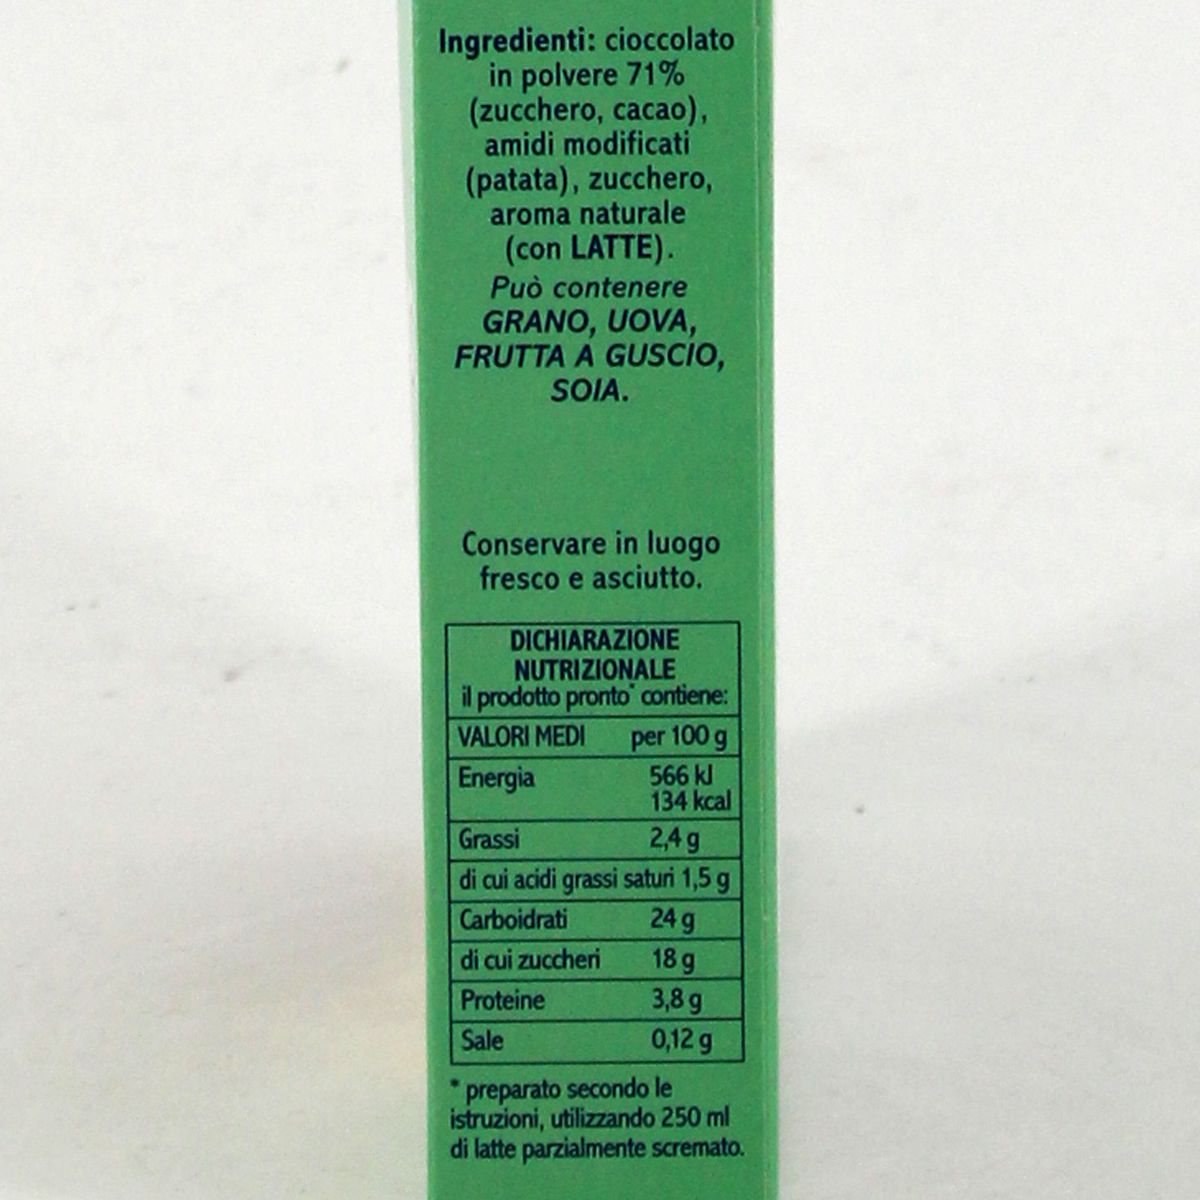 Ingredienti: cioccolato
in polvere 71%
(zucchero, cacao),
amidi modificati
(patata), zucchero,
aroma naturale
(con LATTE).
Può contenere
GRANO, UOVA,
FRUTTA A GUSCIO,
SOIA.
Conservare in luogo
fresco e asciutto.
DICHIARAZIONE
NUTRIZIONALE
il prodotto pronto* contiene:
VALORI MEDI per 100 g
Energia 566 kJ
134 kcal
Grassi 2,4 g
di cui acidi grassi saturi 1,5 g
Carboidrati 24 g
di cui zuccheri 18 g
Proteine 3,8 g
Sale 0,12 g
* preparato secondo le
istruzioni, utilizzando 250 ml
di latte parzialmente scremato.